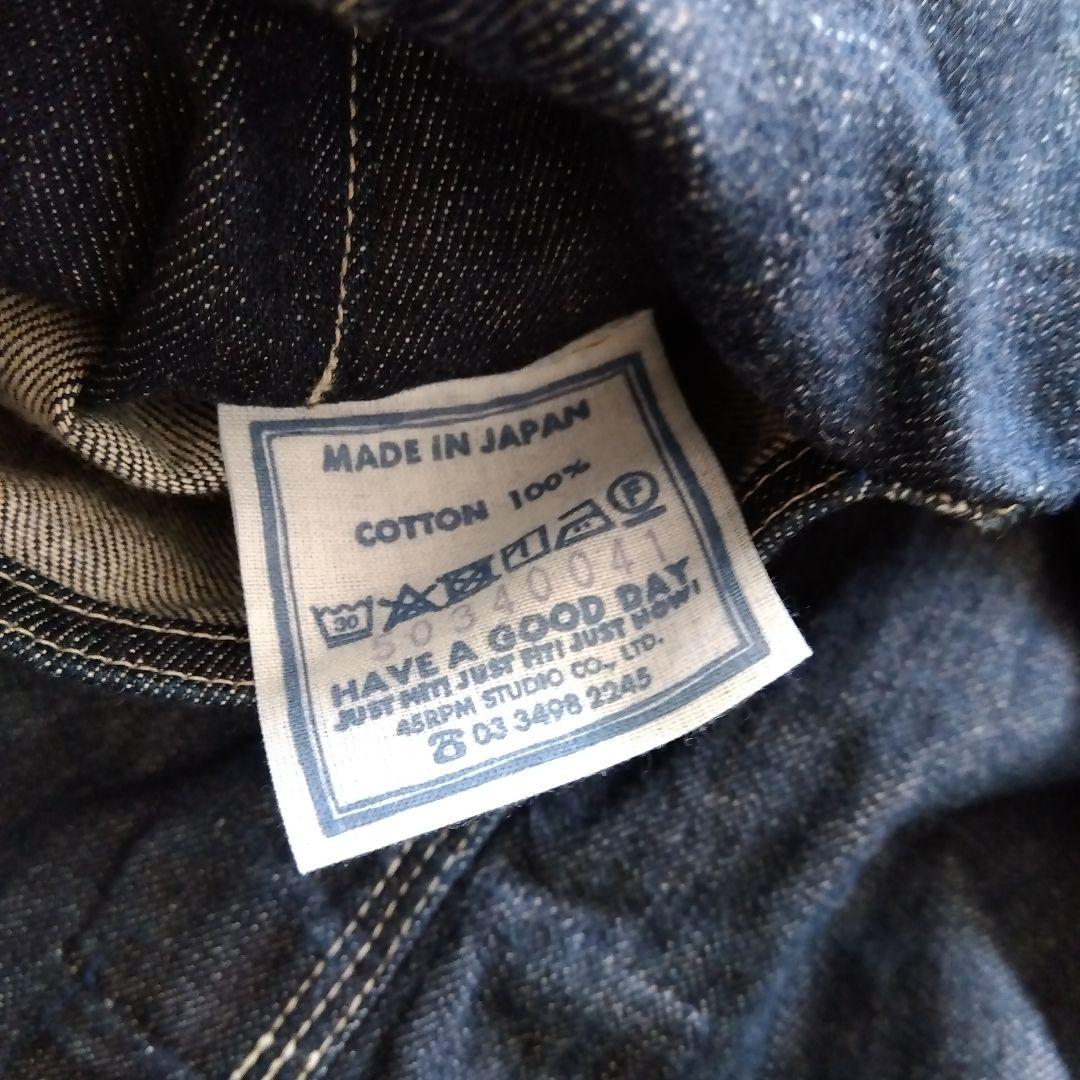 MADE IN JAPAN
COTTON 100%
30 F
50340041
HAVE A GOOD DAY
JUST HIT! JUST FIT! JUST NOW!
45RPM STUDIO CO., LTD.
☎ 03 3498 2245